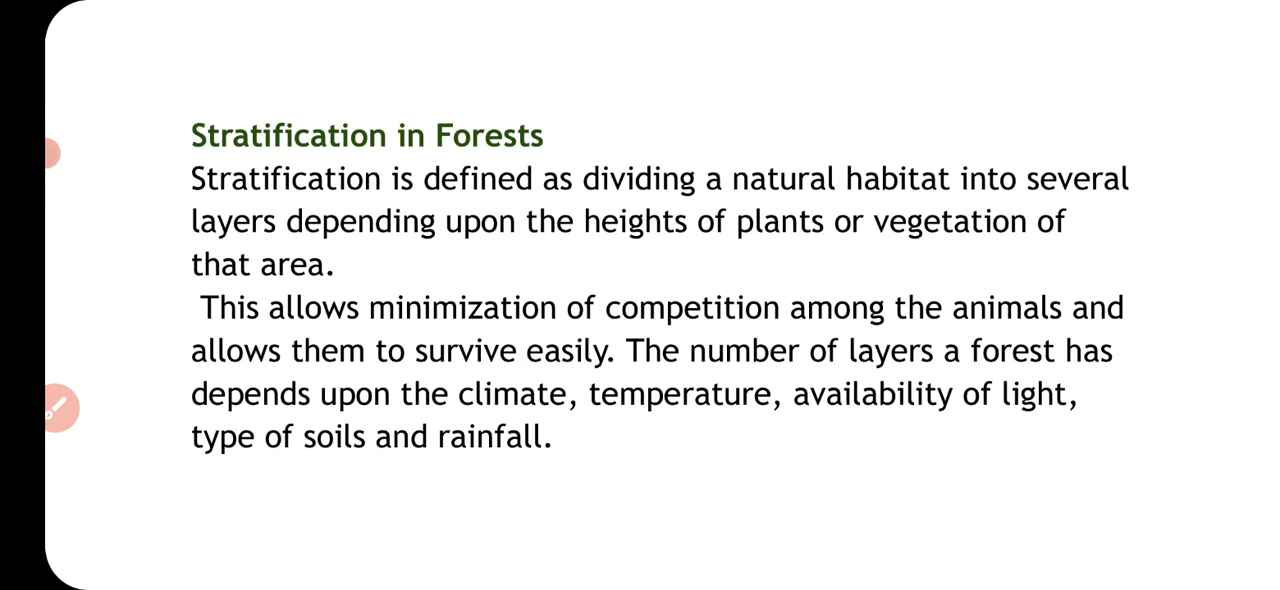 Stratification in Forests
Stratification is defined as dividing a natural habitat into several
layers depending upon the heights of plants or vegetation of
that area.
This allows minimization of competition among the animals and
allows them to survive easily. The number of layers a forest has
depends upon the climate, temperature, availability of light,
type of soils and rainfall.